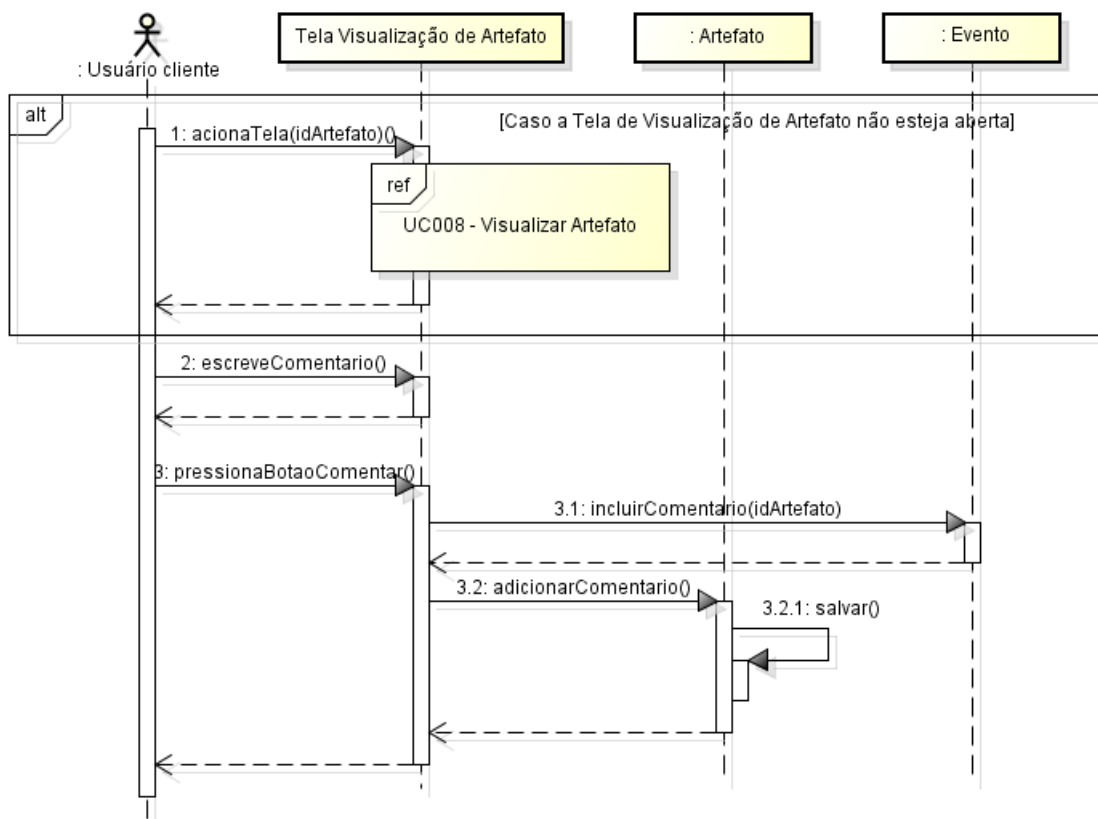 : Usuário cliente
Tela Visualização de Artefato
: Artefato
: Evento
alt
[Caso a Tela de Visualização de Artefato não esteja aberta]
1: acionaTela(idArtefato)()
ref
UC008 - Visualizar Artefato
2: escreveComentario()
3: pressionaBotaoComentar()
3.1: incluirComentario(idArtefato)
3.2: adicionarComentario()
3.2.1: salvar()